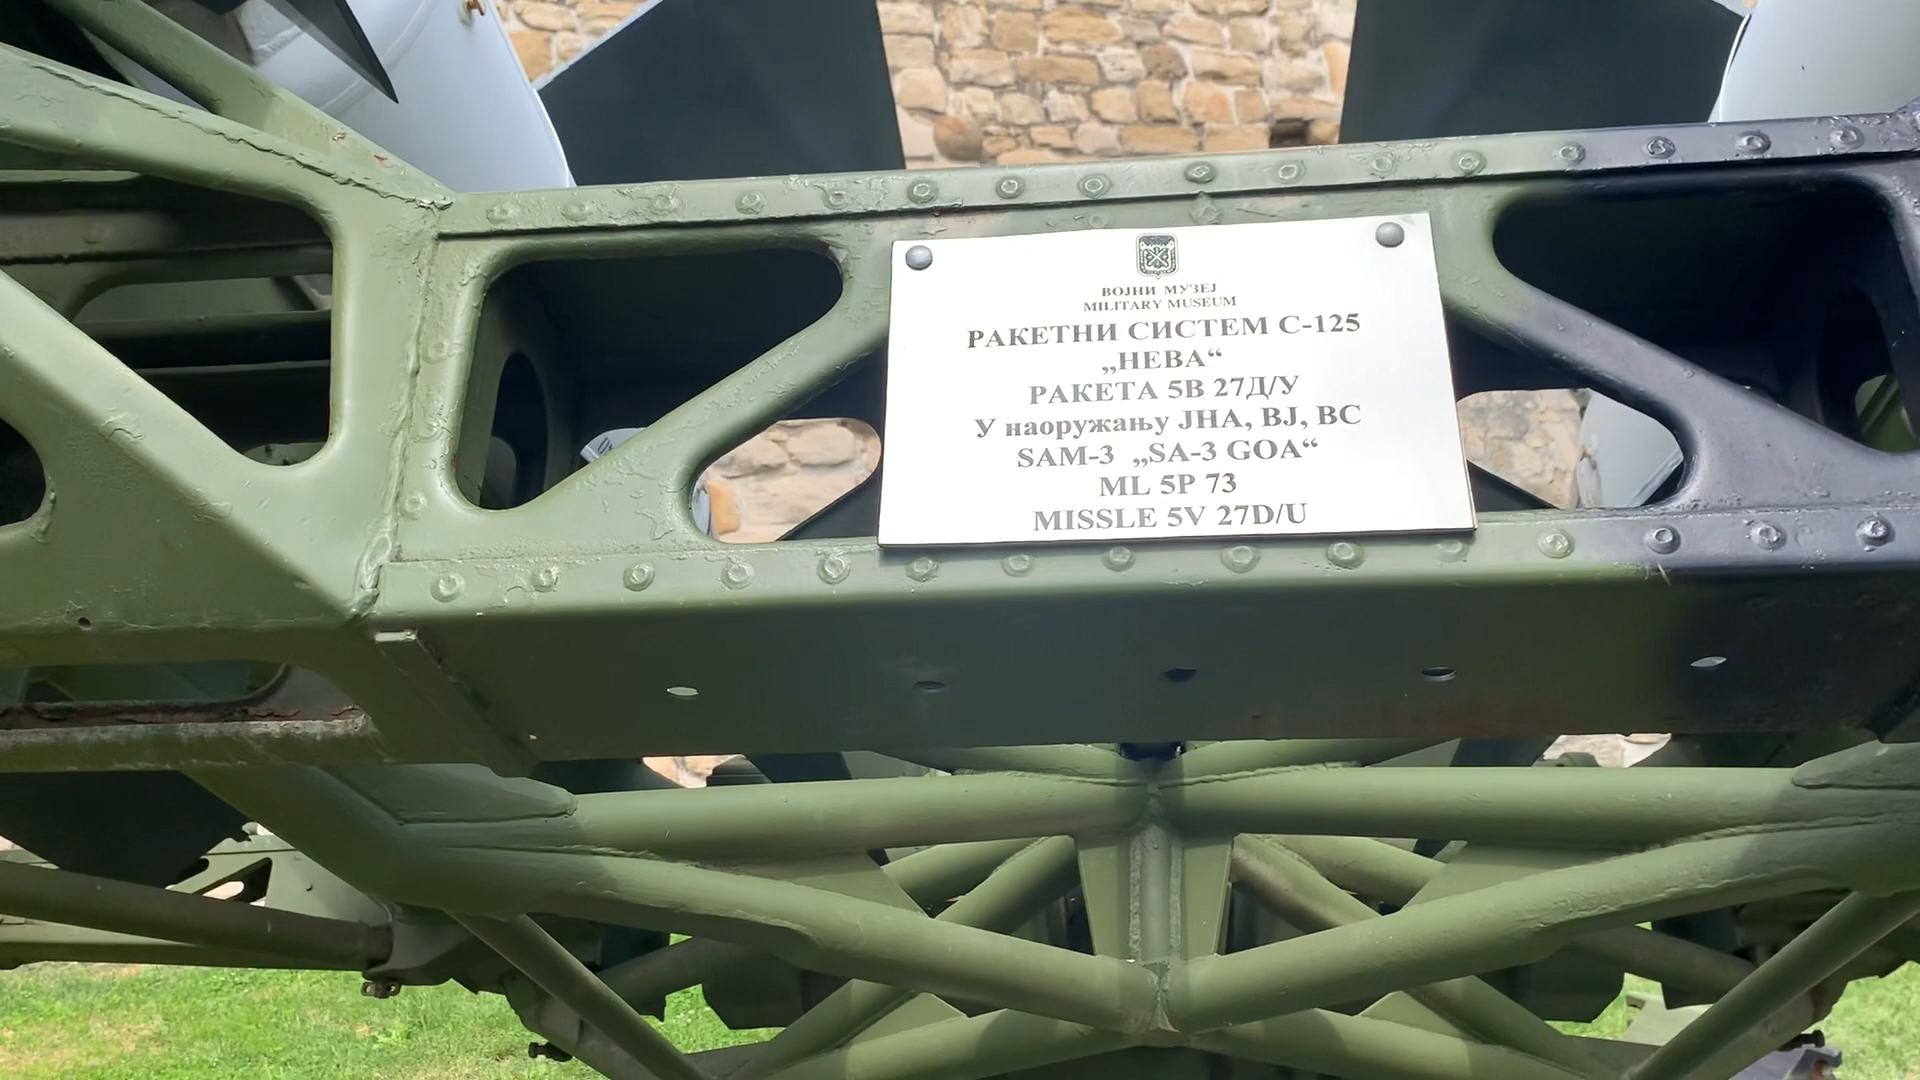 ВОЈНИ МУЗЕЈ
MILITARY MUSEUM
РАКЕТНИ СИСТЕМ С-125
„НЕВА“
РАКЕТА 5В 27Д/У
У наоружању ЈНА, ВЈ, ВС
SAM-3 „SA-3 GOA“
ML 5P 73
MISSLE 5V 27D/U